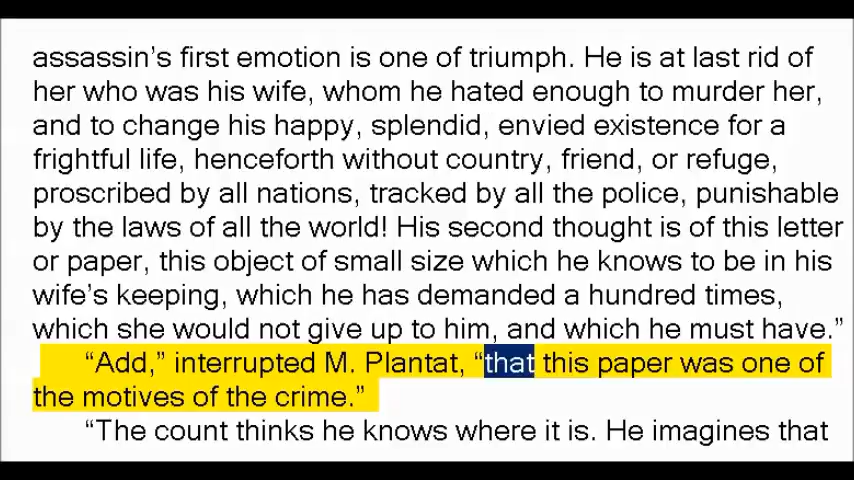 assassin’s first emotion is one of triumph. He is at last rid of
her who was his wife, whom he hated enough to murder her,
and to change his happy, splendid, envied existence for a
frightful life, henceforth without country, friend, or refuge,
proscribed by all nations, tracked by all the police, punishable
by the laws of all the world! His second thought is of this letter
or paper, this object of small size which he knows to be in his
wife’s keeping, which he has demanded a hundred times,
which she would not give up to him, and which he must have.”
“Add,” interrupted M. Plantat, “that this paper was one of
the motives of the crime.”
“The count thinks he knows where it is. He imagines that